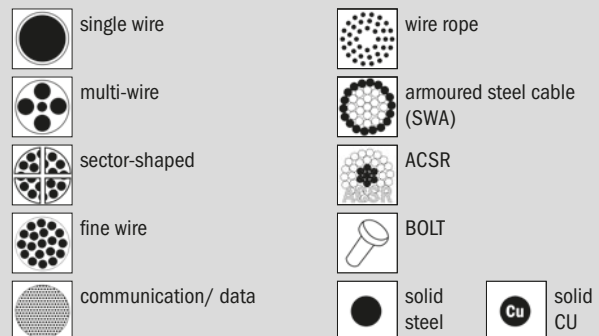 single wire
multi-wire
sector-shaped
fine wire
communication/ data
wire rope
armoured steel cable
(SWA)
ACSR
ACSR
BOLT
solid
steel
Cu
solid
CU